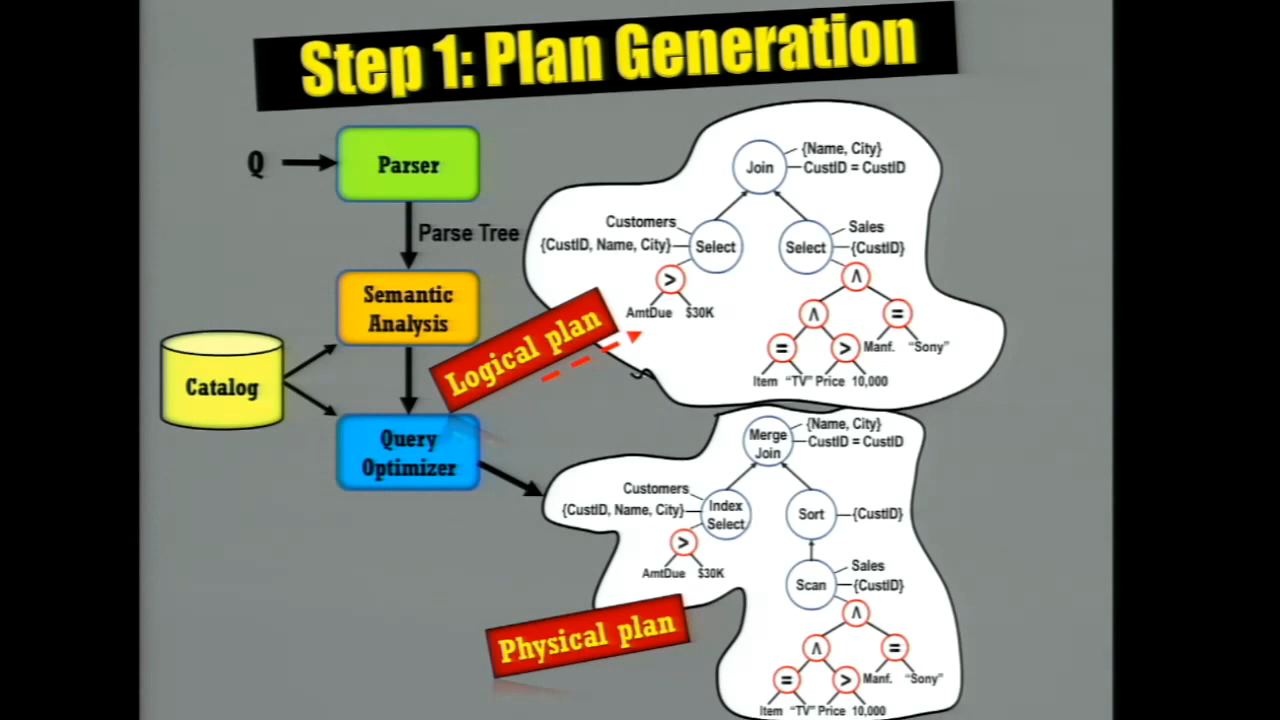 Step 1: Plan Generation
Q
Parser
Parse Tree
Semantic
Analysis
Catalog
Query
Optimizer
Logical plan
Join
{Name, City}
CustID = CustID
Customers
{CustID, Name, City}
Select
>
AmtDue $30K
Select
Sales
{CustID}
∧
∧
=
=
>
Manf. "Sony"
Item "TV" Price 10,000
Physical plan
Merge
Join
{Name, City}
CustID = CustID
Customers
{CustID, Name, City}
Index
Select
>
AmtDue $30K
Sort
{CustID}
Scan
Sales
{CustID}
∧
∧
=
=
>
Manf. "Sony"
Item "TV" Price 10,000